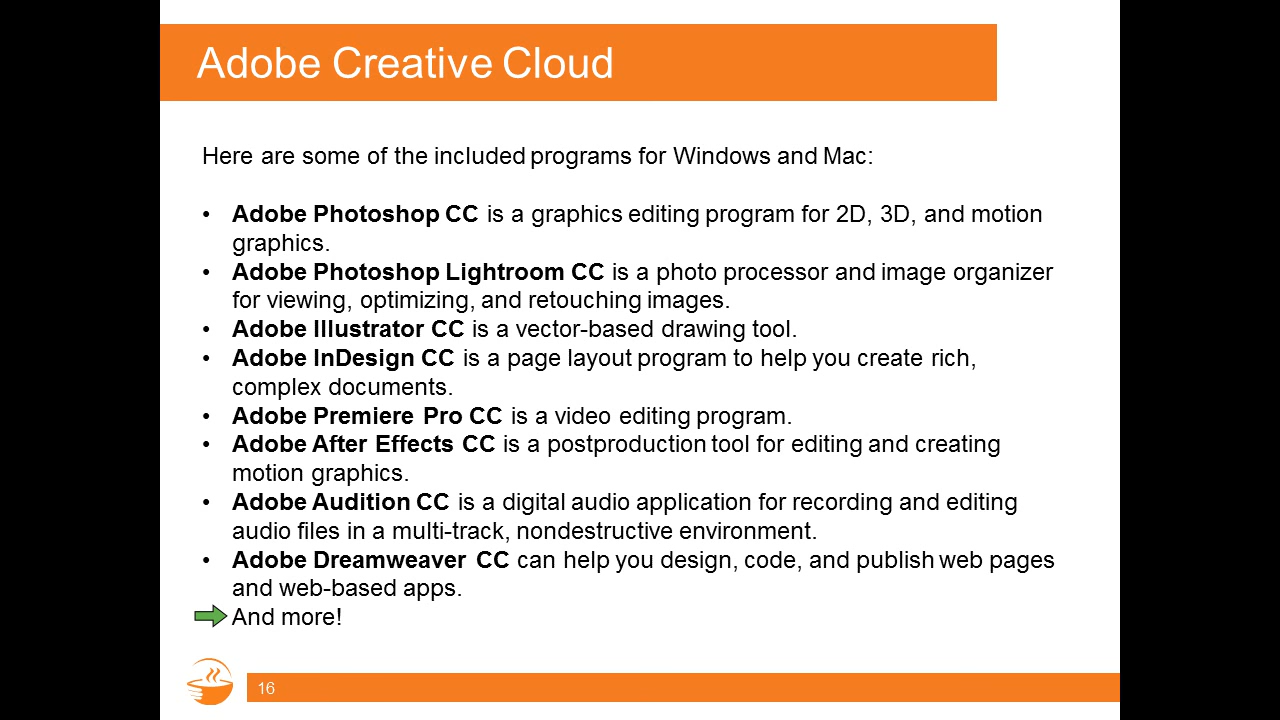 Adobe Creative Cloud
Here are some of the included programs for Windows and Mac:
• Adobe Photoshop CC is a graphics editing program for 2D, 3D, and motion
graphics.
• Adobe Photoshop Lightroom CC is a photo processor and image organizer
for viewing, optimizing, and retouching images.
• Adobe Illustrator CC is a vector-based drawing tool.
• Adobe InDesign CC is a page layout program to help you create rich,
complex documents.
• Adobe Premiere Pro CC is a video editing program.
• Adobe After Effects CC is a postproduction tool for editing and creating
motion graphics.
• Adobe Audition CC is a digital audio application for recording and editing
audio files in a multi-track, nondestructive environment.
• Adobe Dreamweaver CC can help you design, code, and publish web pages
and web-based apps.
And more!
16